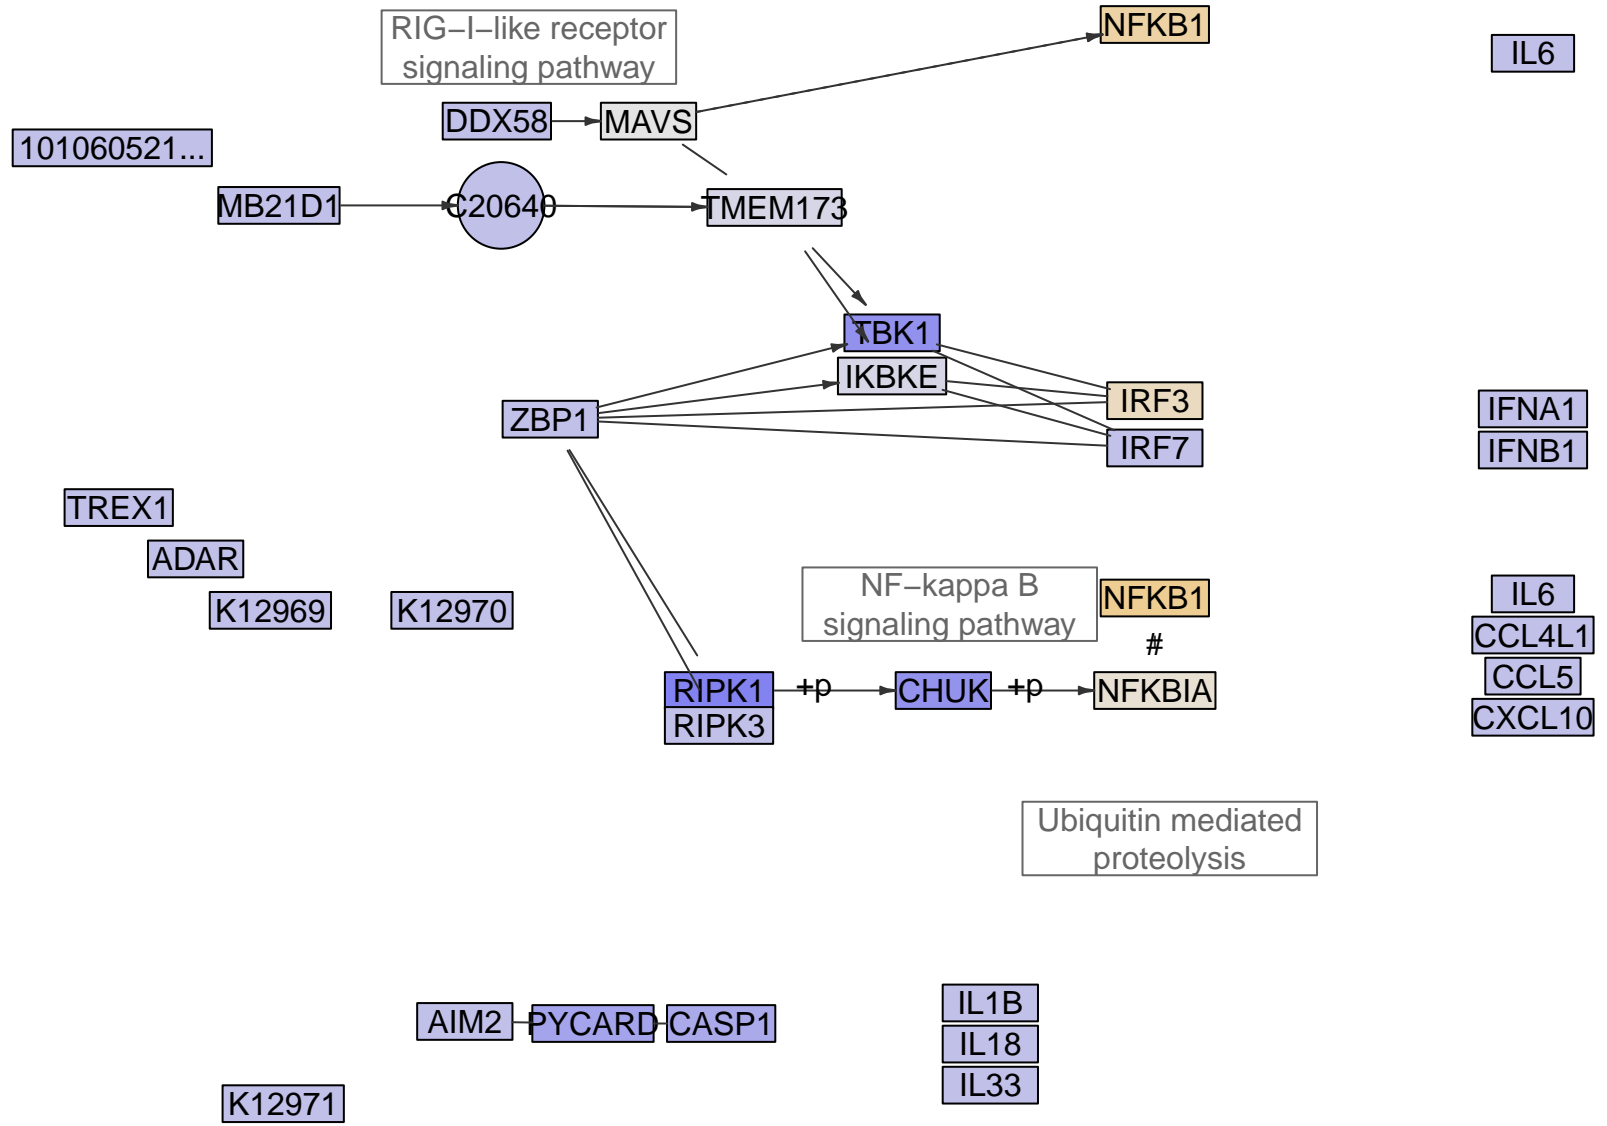 RIG−I−like receptor
signaling pathway
NFKB1
IL6
DDX58
MAVS
101060521...
MB21D1
C20640
TMEM173
TBK1
IKBKE
IRF3
ZBP1
IRF7
IFNA1
IFNB1
TREX1
ADAR
K12969
K12970
NF−kappa B
signaling pathway
NFKB1
#
IL6
CCL4L1
CCL5
CXCL10
RIPK1
+p
CHUK
+p
NFKBIA
RIPK3
Ubiquitin mediated
proteolysis
AIM2
PYCARD
CASP1
IL1B
IL18
IL33
K12971